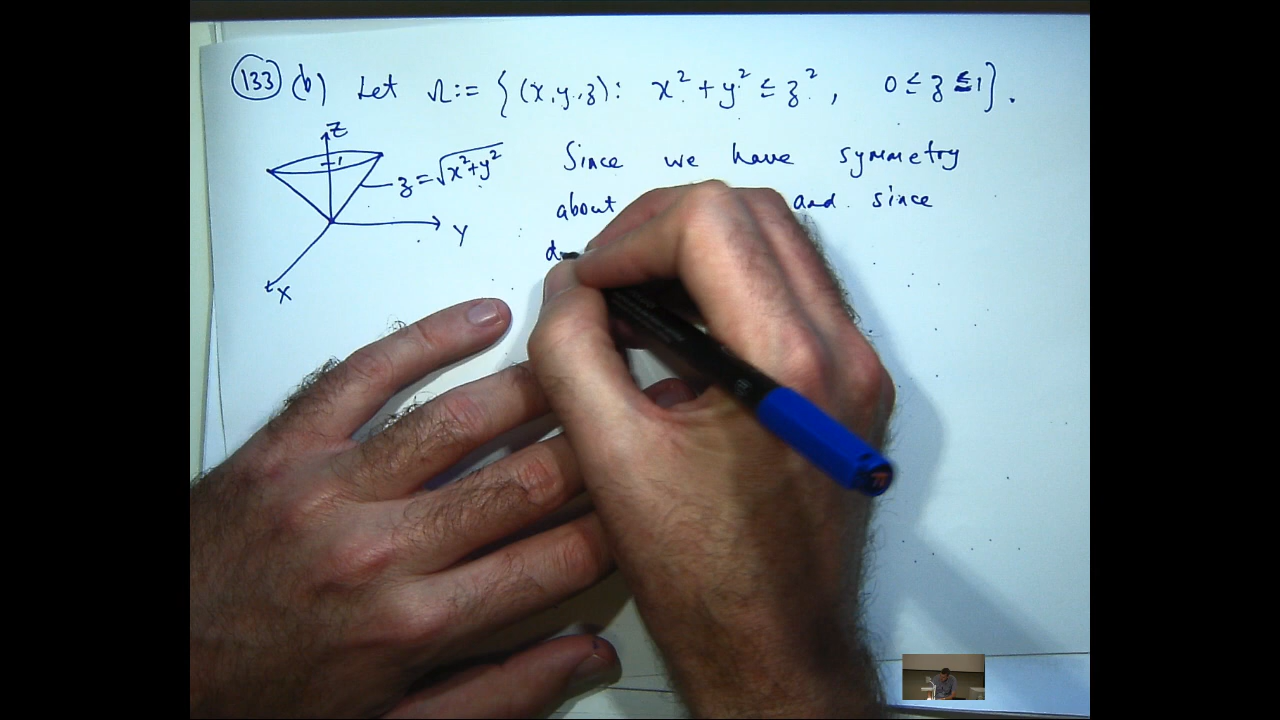 133 (b) Let Ω := { (x, y, z) : x² + y² ≤ z² , 0 ≤ z ≤ 1 } .
Z
1
z = √(x² + y²)
Y
X
Since we have symmetry
about and since